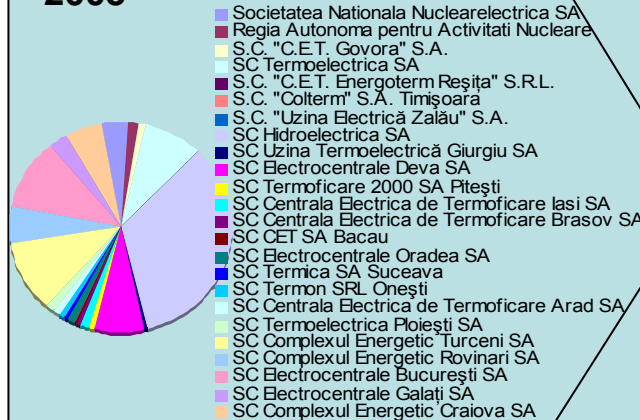 Societatea Nationala Nuclearelectrica SA
Regia Autonoma pentru Activitati Nucleare
S.C. "C.E.T. Govora" S.A.
SC Termoelectrica SA
S.C. "C.E.T. Energoterm Reşiţa" S.R.L.
S.C. "Colterm" S.A. Timişoara
S.C. "Uzina Electrică Zalău" S.A.
SC Hidroelectrica SA
SC Uzina Termoelectrică Giurgiu SA
SC Electrocentrale Deva SA
SC Termoficare 2000 SA Piteşti
SC Centrala Electrica de Termoficare Iasi SA
SC Centrala Electrica de Termoficare Brasov SA
SC CET SA Bacau
SC Electrocentrale Oradea SA
SC Termica SA Suceava
SC Termon SRL Oneşti
SC Centrala Electrica de Termoficare Arad SA
SC Termoelectrica Ploieşti SA
SC Complexul Energetic Turceni SA
SC Complexul Energetic Rovinari SA
SC Electrocentrale Bucureşti SA
SC Electrocentrale Galaţi SA
SC Complexul Energetic Craiova SA